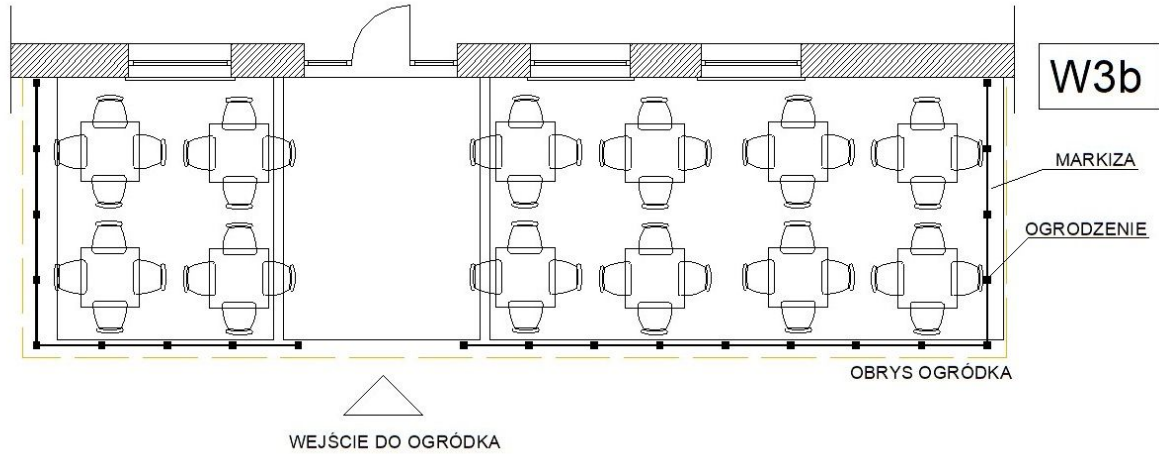 W3b
MARKIZA
OGRODZENIE
OBRYS OGRÓDKA
WEJŚCIE DO OGRÓDKA